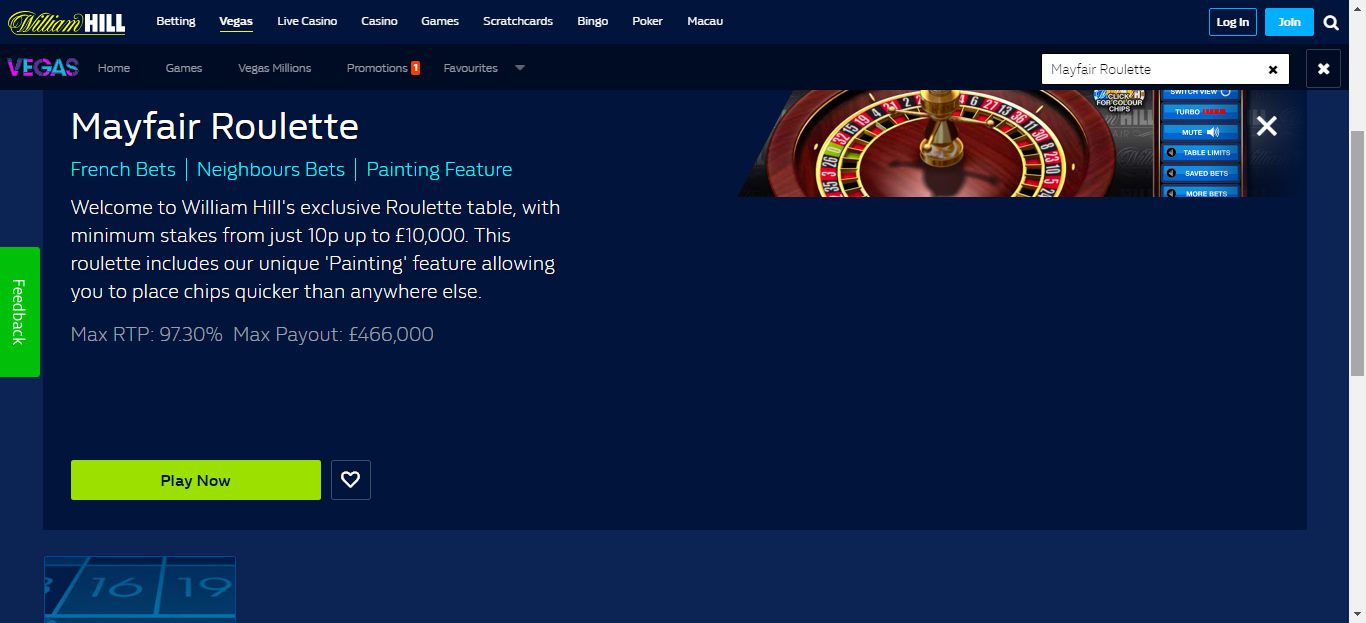 William HILL
Betting
Vegas
Live Casino
Casino
Games
Scratchcards
Bingo
Poker
Macau
Log In
Join
VEGAS
Home
Games
Vegas Millions
Promotions 1
Favourites
Mayfair Roulette
Mayfair Roulette
French Bets | Neighbours Bets | Painting Feature
Welcome to William Hill's exclusive Roulette table, with
minimum stakes from just 10p up to £10,000. This
roulette includes our unique 'Painting' feature allowing
you to place chips quicker than anywhere else.
Max RTP: 97.30% Max Payout: £466,000
CLICK
FOR COLOUR
CHIPS
SWITCH VIEW
TURBO
MUTE
TABLE LIMITS
SAVED BETS
MORE BETS
Feedback
Play Now
16 19